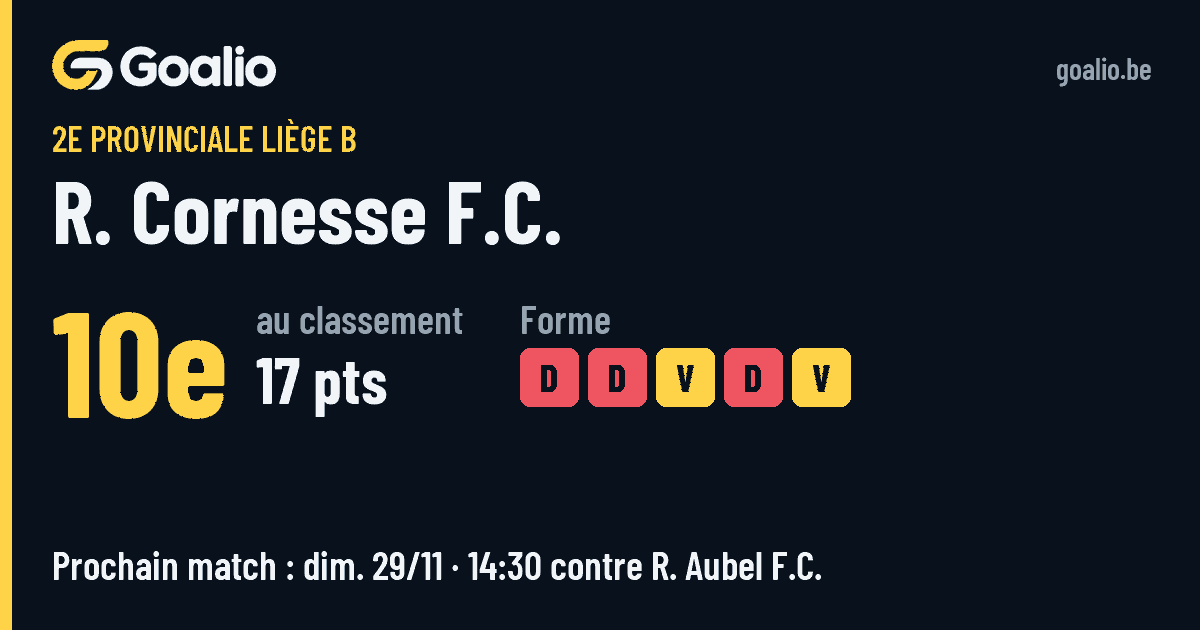 Goalio
goalio.be
2E PROVINCIALE LIÈGE B
R. Cornesse F.C.
10e
au classement
17 pts
Forme
D D V D V
Prochain match : dim. 29/11 · 14:30 contre R. Aubel F.C.